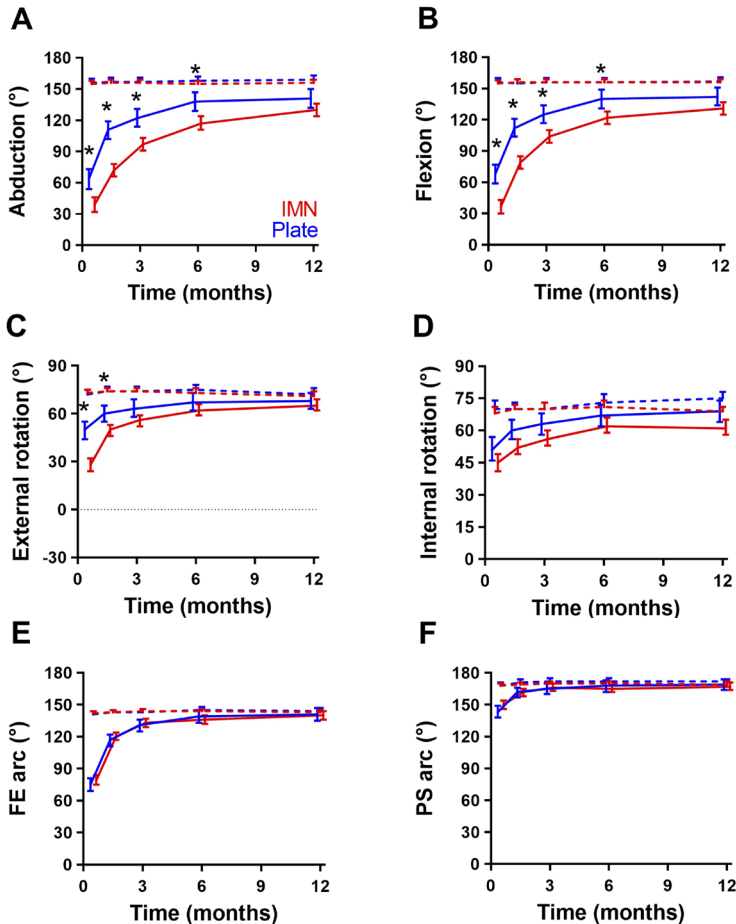 A
Abduction (°)
180
150
120
90
60
30
0
* * * *
IMN
Plate
0 3 6 9 12
Time (months)
B
Flexion (°)
180
150
120
90
60
30
0
* * * *
0 3 6 9 12
Time (months)
C
External rotation (°)
90
60
30
0
-30
* *
0 3 6 9 12
Time (months)
D
Internal rotation (°)
90
75
60
45
30
15
0
0 3 6 9 12
Time (months)
E
FE arc (°)
180
150
120
90
60
30
0
0 3 6 9 12
Time (months)
F
PS arc (°)
180
150
120
90
60
30
0
0 3 6 9 12
Time (months)